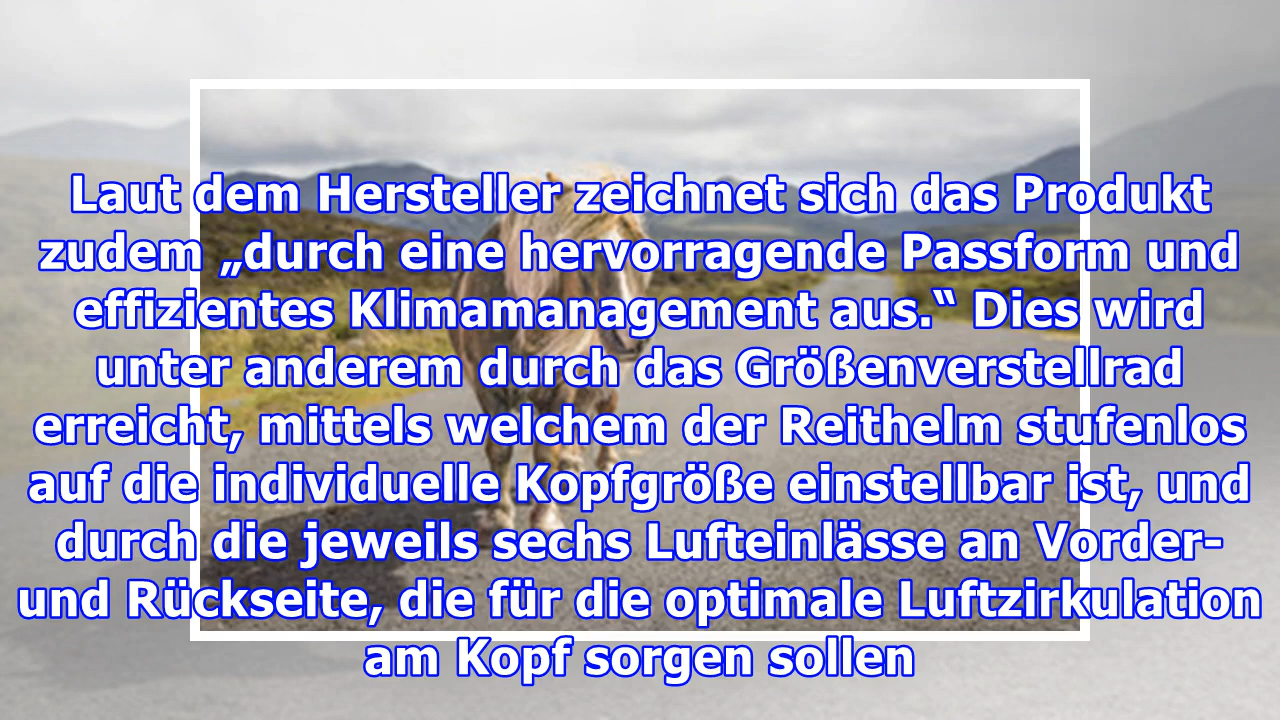 Laut dem Hersteller zeichnet sich das Produkt
zudem „durch eine hervorragende Passform und
effizientes Klimamanagement aus.“ Dies wird
unter anderem durch das Größenverstellrad
erreicht, mittels welchem der Reithelm stufenlos
auf die individuelle Kopfgröße einstellbar ist, und
durch die jeweils sechs Lufteinlässe an Vorder-
und Rückseite, die für die optimale Luftzirkulation
am Kopf sorgen sollen